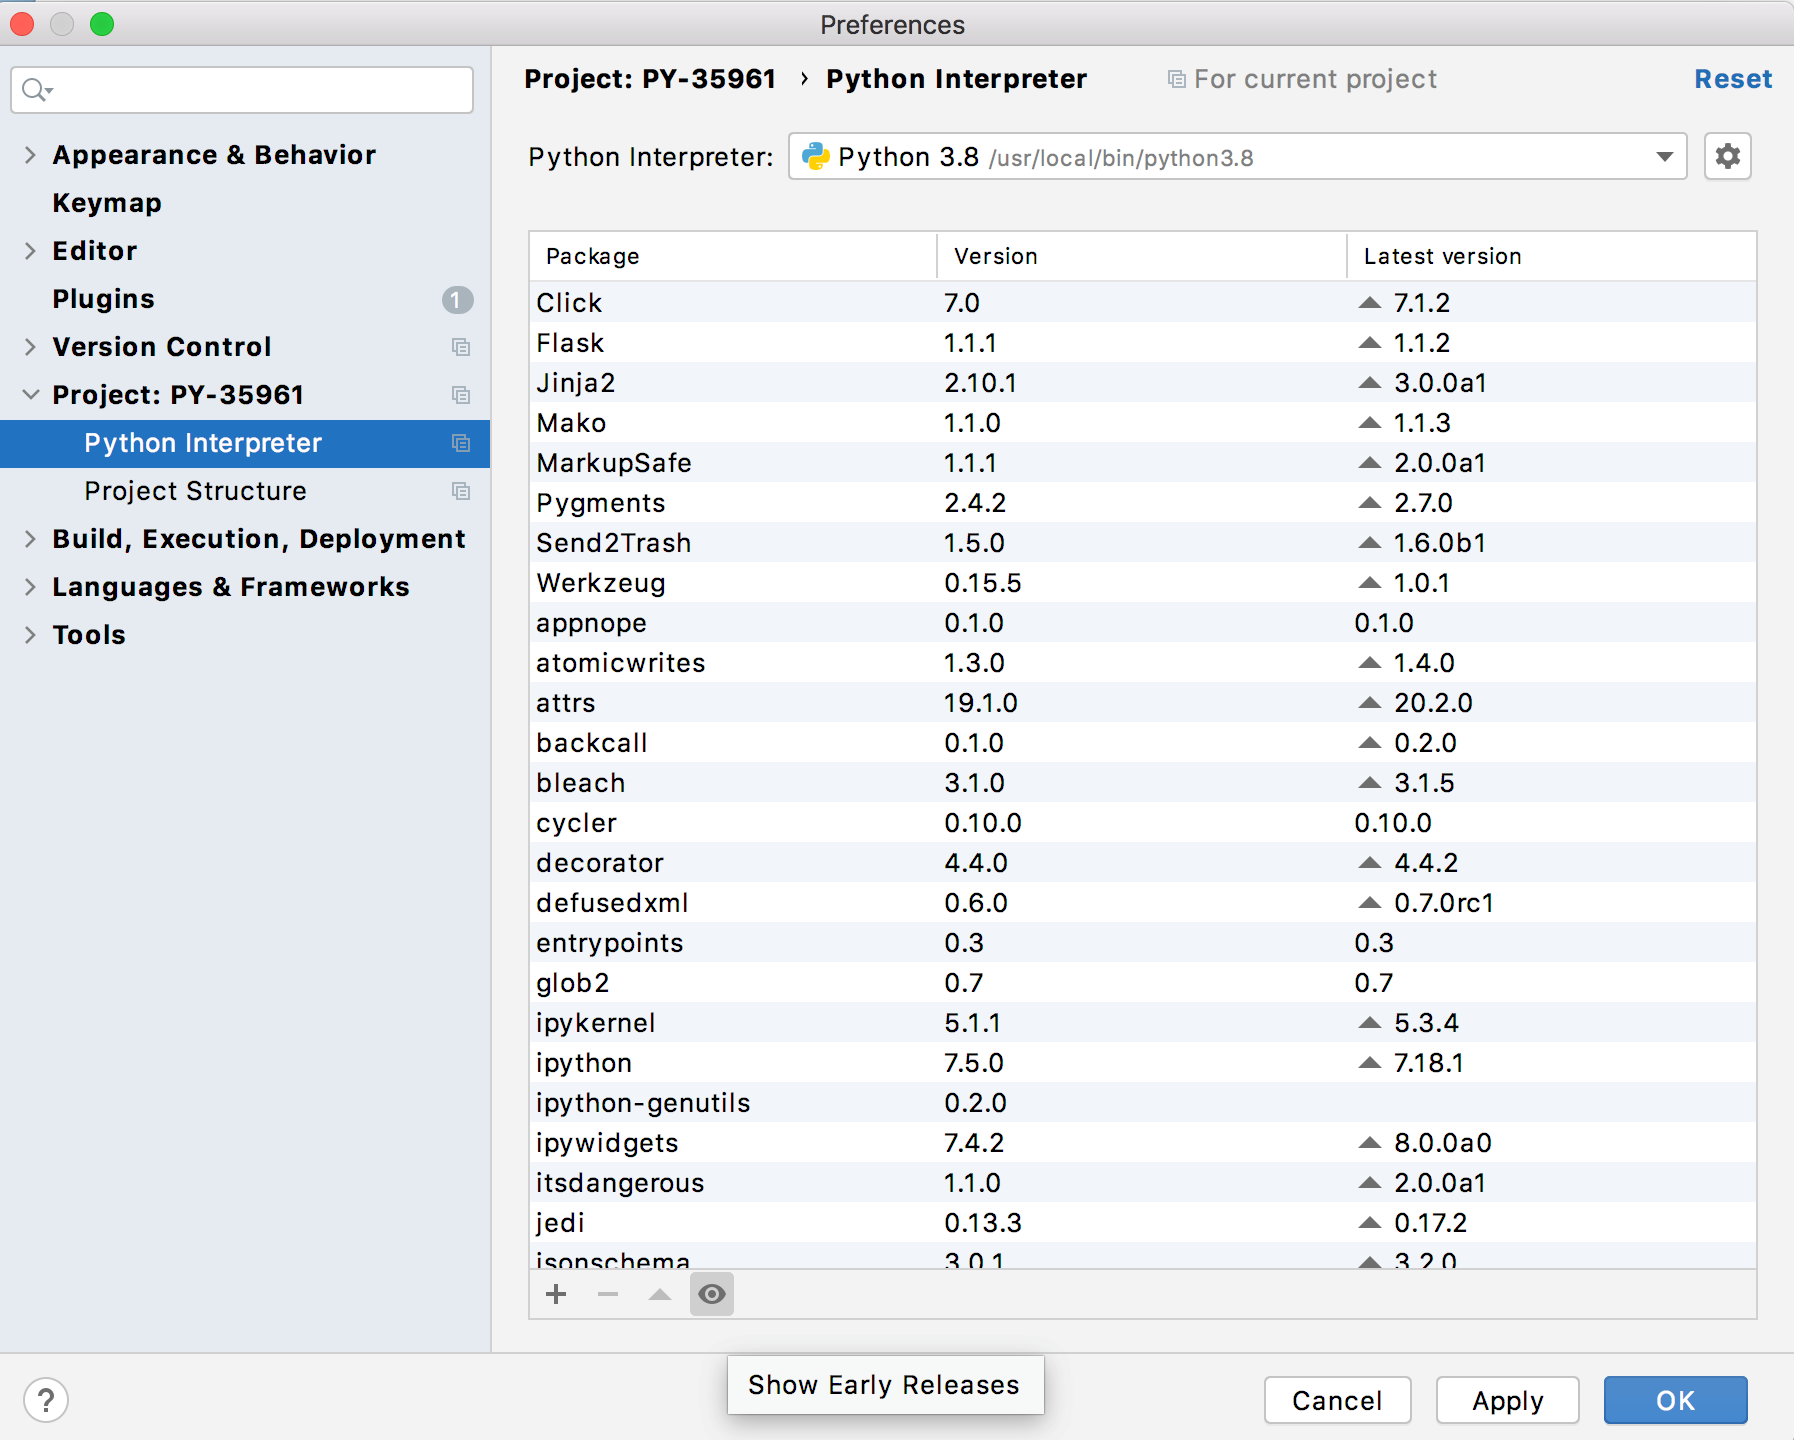 Preferences
Appearance & Behavior
Keymap
Editor
Plugins 1
Version Control
Project: PY-35961
Python Interpreter
Project Structure
Build, Execution, Deployment
Languages & Frameworks
Tools
Project: PY-35961 › Python Interpreter For current project Reset
Python Interpreter: Python 3.8 /usr/local/bin/python3.8
Package Version Latest version
Click 7.0 7.1.2
Flask 1.1.1 1.1.2
Jinja2 2.10.1 3.0.0a1
Mako 1.1.0 1.1.3
MarkupSafe 1.1.1 2.0.0a1
Pygments 2.4.2 2.7.0
Send2Trash 1.5.0 1.6.0b1
Werkzeug 0.15.5 1.0.1
appnope 0.1.0 0.1.0
atomicwrites 1.3.0 1.4.0
attrs 19.1.0 20.2.0
backcall 0.1.0 0.2.0
bleach 3.1.0 3.1.5
cycler 0.10.0 0.10.0
decorator 4.4.0 4.4.2
defusedxml 0.6.0 0.7.0rc1
entrypoints 0.3 0.3
glob2 0.7 0.7
ipykernel 5.1.1 5.3.4
ipython 7.5.0 7.18.1
ipython-genutils 0.2.0
ipywidgets 7.4.2 8.0.0a0
itsdangerous 1.1.0 2.0.0a1
jedi 0.13.3 0.17.2
jsonschema 3.0.1 3.2.0
Show Early Releases
? Cancel Apply OK